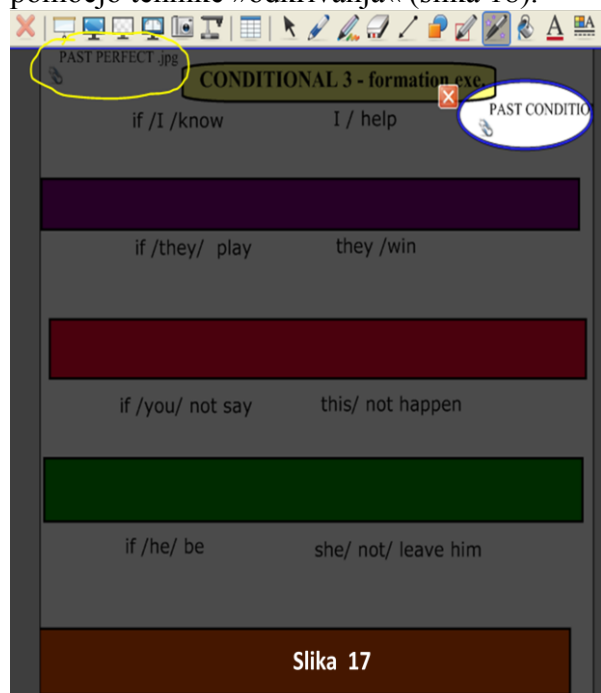 pomočjo tehnike »odkrivanja« (slika 18).
PAST PERFECT .jpg
CONDITIONAL 3 - formation exe.
PAST CONDITIO
if /I /know I / help
if /they/ play they /win
if /you/ not say this/ not happen
if /he/ be she/ not/ leave him
Slika 17